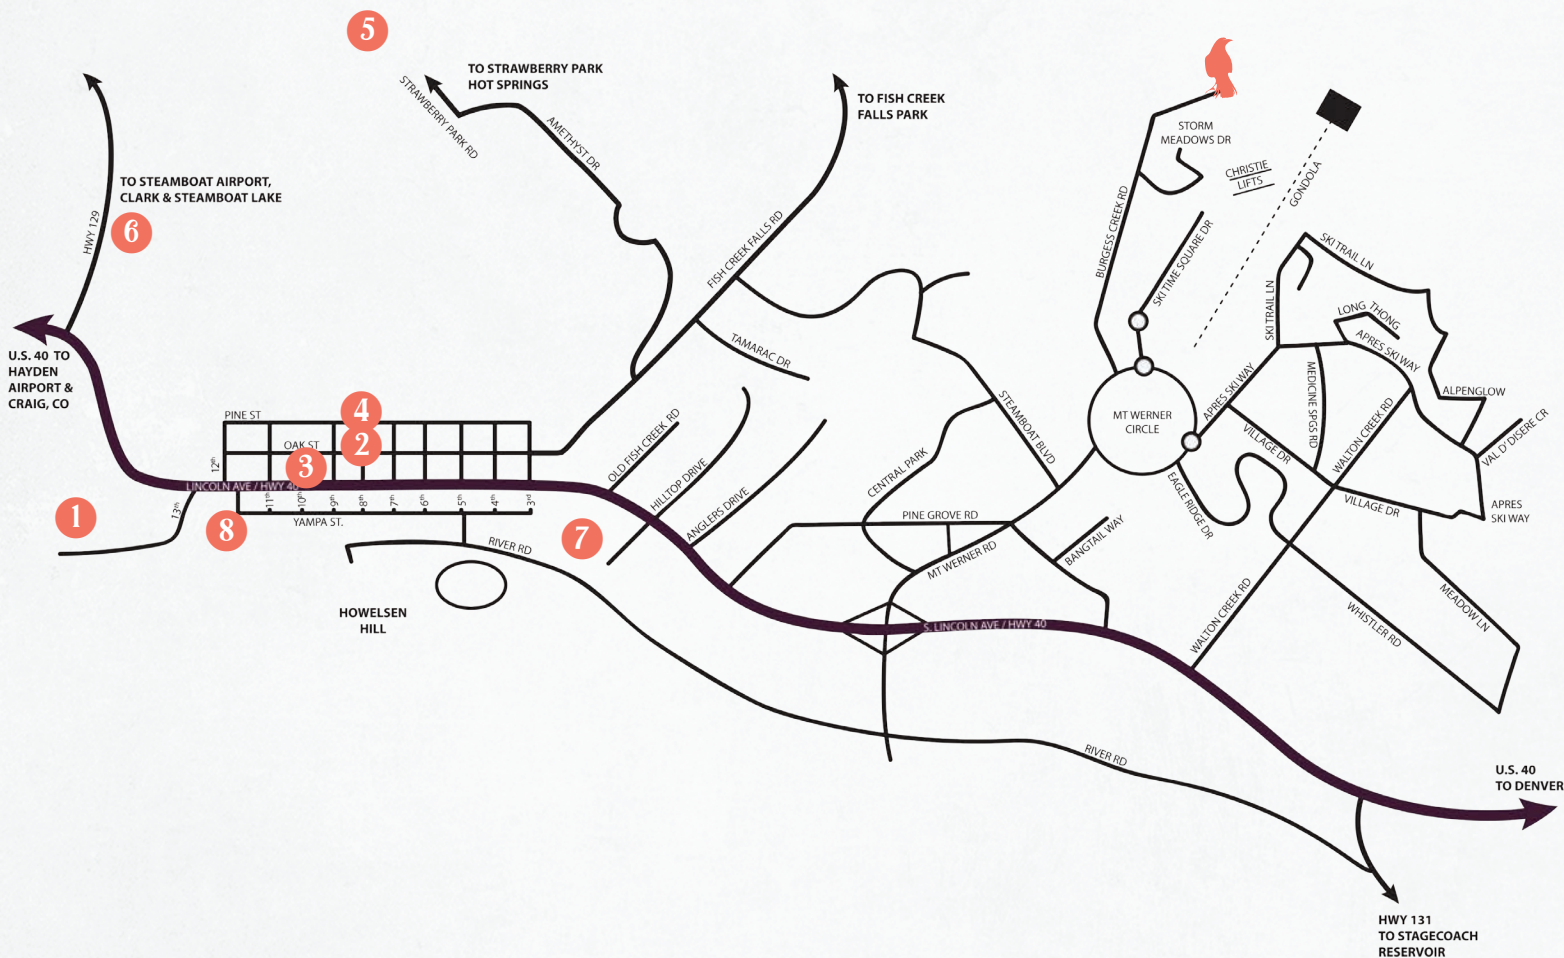 5
TO STRAWBERRY PARK
HOT SPRINGS
STRAWBERRY PARK RD
AMETHYST DR
TO FISH CREEK
FALLS PARK
STORM
MEADOWS DR
CHRISTIE
LIFTS
GONDOLA
BURGESS CREEK RD
SKI TIME SQUARE DR
TO STEAMBOAT AIRPORT,
CLARK & STEAMBOAT LAKE
HWY 129
6
FISH CREEK FALLS RD
TAMARAC DR
SKI TRAIL LN
SKI TRAIL LN
LONG THONG
APRES SKI WAY
MEDICINE SPGS RD
ALPENGLOW
VAL D' DISERE CR
U.S. 40 TO
HAYDEN
AIRPORT &
CRAIG, CO
PINE ST
4
OAK ST
2
3
12th
LINCOLN AVE / HWY 40
13th
11th
10th
9th
8th
7th
6th
5th
4th
3rd
YAMPA ST.
1
8
7
OLD FISH CREEK RD
HILLTOP DRIVE
ANGLERS DRIVE
CENTRAL PARK
STEAMBOAT BLVD
MT WERNER
CIRCLE
APRES SKI WAY
VILLAGE DR
WALTON CREEK RD
VILLAGE DR
APRES
SKI WAY
EAGLE RIDGE DR
PINE GROVE RD
MT WERNER RD
BANGTAIL WAY
RIVER RD
HOWELSEN
HILL
S. LINCOLN AVE / HWY 40
WALTON CREEK RD
WHISTLER RD
MEADOW LN
RIVER RD
U.S. 40
TO DENVER
HWY 131
TO STAGECOACH
RESERVOIR